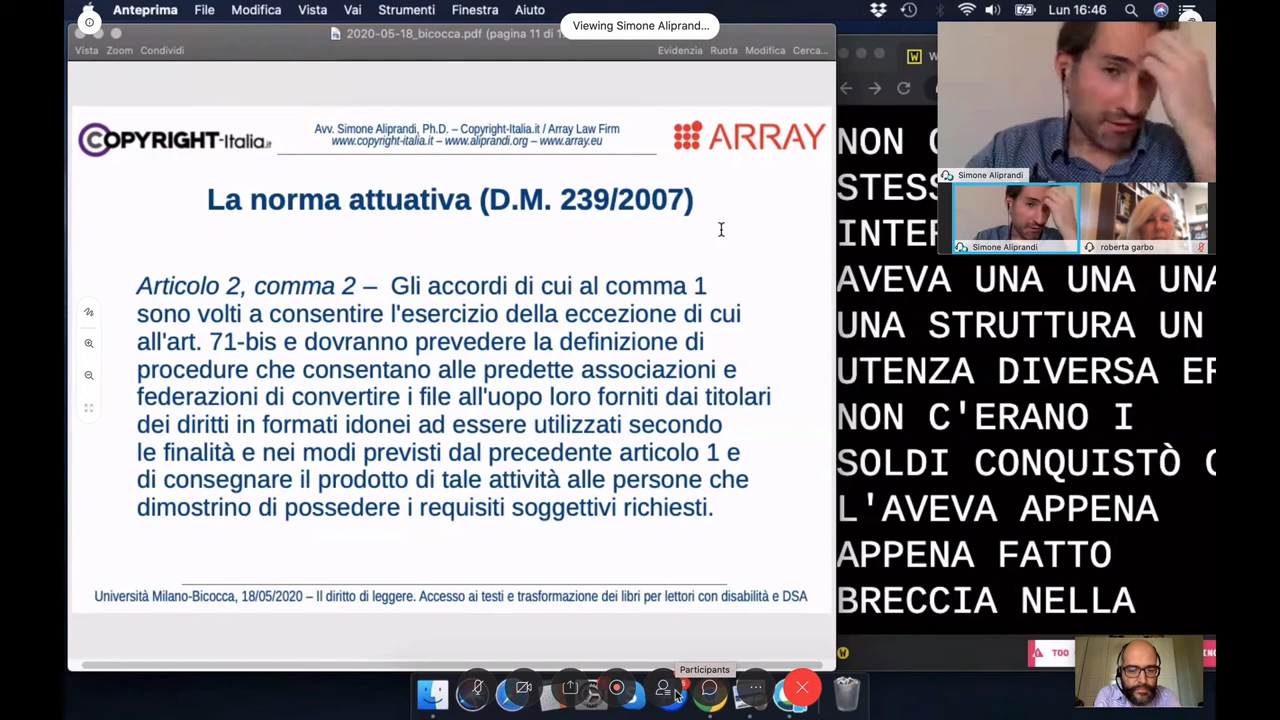 Anteprima File Modifica Vista Vai Strumenti Finestra Aiuto
Lun 16:46
Viewing Simone Aliprand...
2020-05-18_bicocca.pdf (pagina 11 di
Vista Zoom Condividi
Evidenzia Ruota Modifica Cerca...
COPYRIGHT-Italia.it
Avv. Simone Aliprandi, Ph.D. – Copyright-Italia.it / Array Law Firm
www.copyright-italia.it – www.aliprandi.org – www.array.eu
ARRAY
La norma attuativa (D.M. 239/2007)
Articolo 2, comma 2 – Gli accordi di cui al comma 1
sono volti a consentire l'esercizio della eccezione di cui
all'art. 71-bis e dovranno prevedere la definizione di
procedure che consentano alle predette associazioni e
federazioni di convertire i file all'uopo loro forniti dai titolari
dei diritti in formati idonei ad essere utilizzati secondo
le finalità e nei modi previsti dal precedente articolo 1 e
di consegnare il prodotto di tale attività alle persone che
dimostrino di possedere i requisiti soggettivi richiesti.
Università Milano-Bicocca, 18/05/2020 – Il diritto di leggere. Accesso ai testi e trasformazione dei libri per lettori con disabilità e DSA
Simone Aliprandi
Simone Aliprandi
roberta garbo
NON
AVEVA UNA UNA UNA
UNA STRUTTURA UN
UTENZA DIVERSA
NON C'ERANO I
SOLDI CONQUISTÒ
L'AVEVA APPENA
APPENA FATTO
BRECCIA NELLA
TOO
Participants